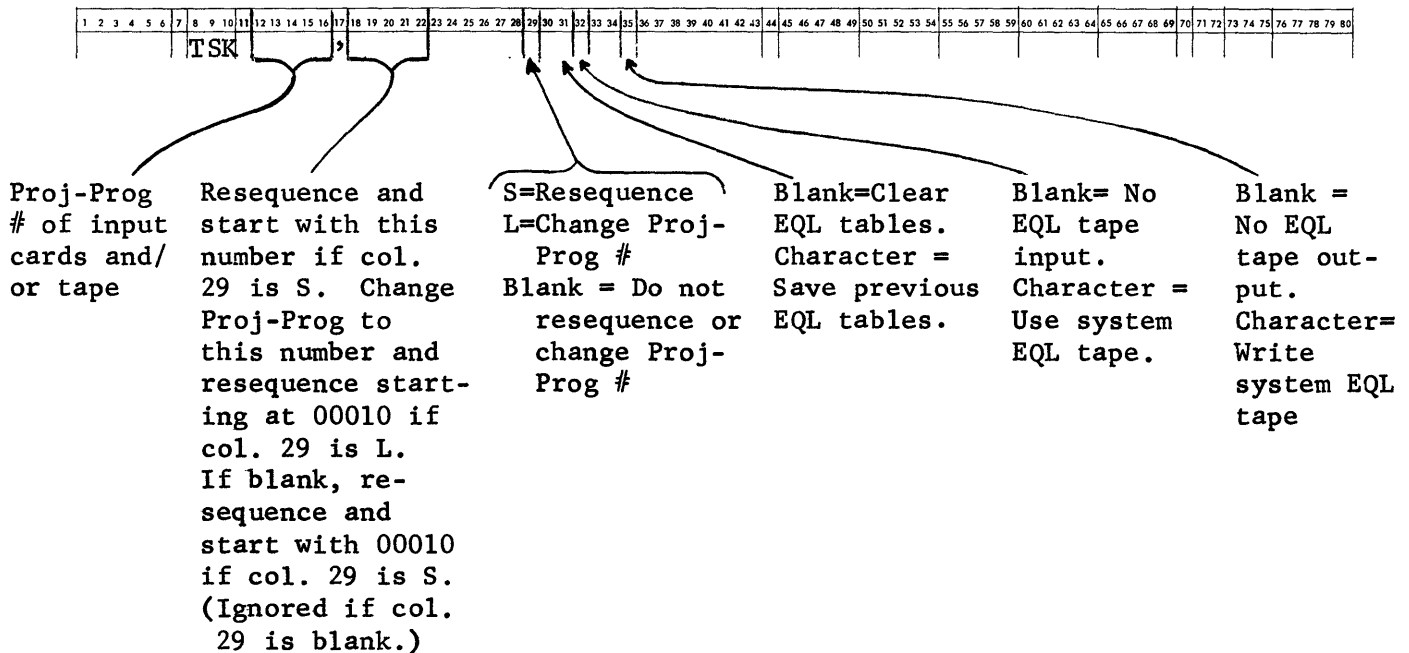 1 2 3 4 5 6 7 8 9 10 11 12 13 14 15 16 17 18 19 20 21 22 23 24 25 26 27 28 29 30 31 32 33 34 35 36 37 38 39 40 41 42 43 44 45 46 47 48 49 50 51 52 53 54 55 56 57 58 59 60 61 62 63 64 65 66 67 68 69 70 71 72 73 74 75 76 77 78 79 80
TSK ,
Proj-Prog
# of input
cards and/
or tape
Resequence and
start with this
number if col.
29 is S. Change
Proj-Prog to
this number and
resequence start-
ing at 00010 if
col. 29 is L.
If blank, re-
sequence and
start with 00010
if col. 29 is S.
(Ignored if col.
29 is blank.)
S=Resequence
L=Change Proj-
Prog #
Blank = Do not
resequence or
change Proj-
Prog #
Blank=Clear
EQL tables.
Character =
Save previous
EQL tables.
Blank= No
EQL tape
input.
Character =
Use system
EQL tape.
Blank =
No EQL
tape out-
put.
Character=
Write
system EQL
tape